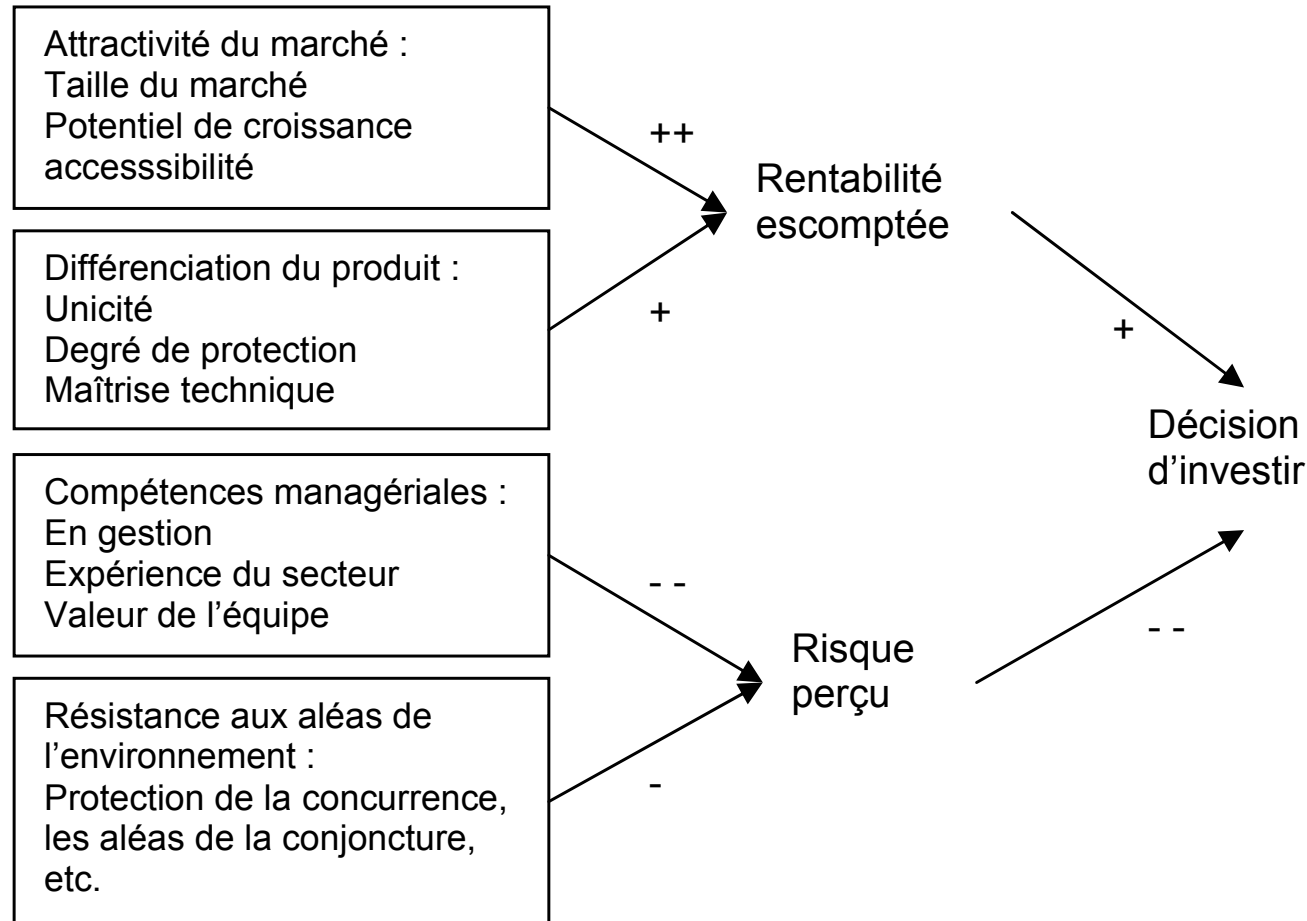 Attractivité du marché :
Taille du marché
Potentiel de croissance
accesssibilité
++
Rentabilité
escomptée
Différenciation du produit :
Unicité
Degré de protection
Maîtrise technique
+
+
Décision
d’investir
Compétences managériales :
En gestion
Expérience du secteur
Valeur de l’équipe
- -
- -
Risque
perçu
Résistance aux aléas de
l’environnement :
Protection de la concurrence,
les aléas de la conjoncture,
etc.
-